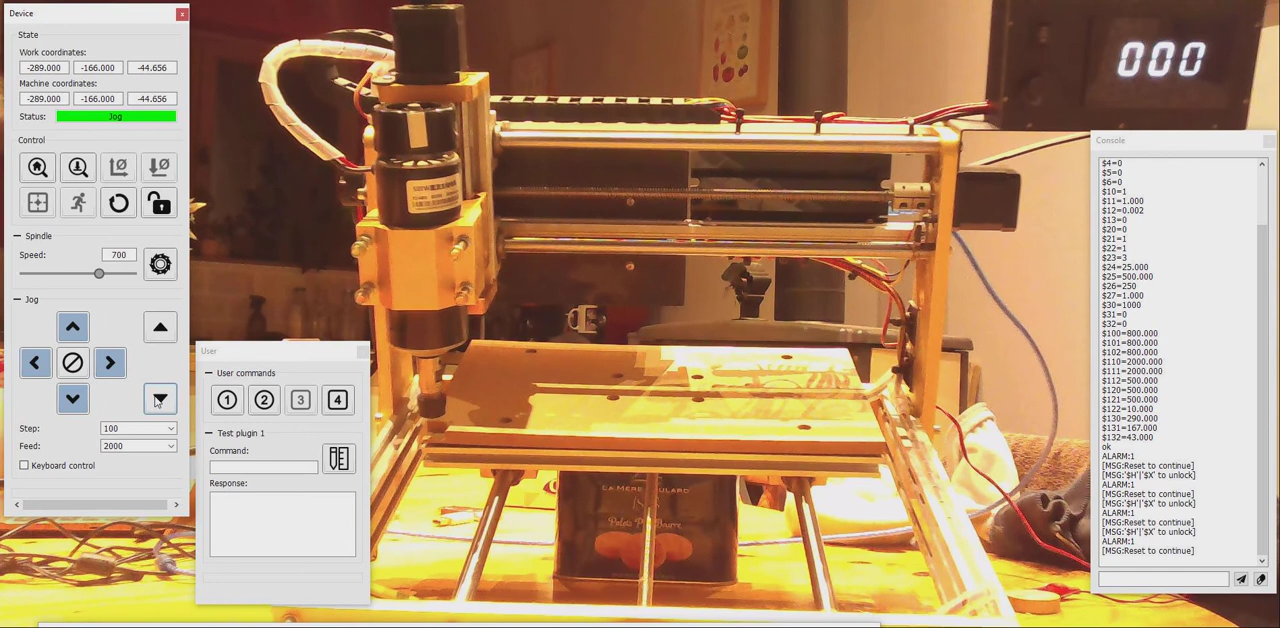 Device
State
Work coordinates:
-289.000 -166.000 -44.656
Machine coordinates:
-289.000 -166.000 -44.656
Status: Jog
Control
Spindle
Speed: 700
Jog
Step: 100
Feed: 2000
Keyboard control
User
User commands
1 2 3 4
Test plugin 1
Command:
Response:
000
LA MÈRE POULARD
Console
$4=0
$5=0
$6=0
$10=1
$11=1.000
$12=0.002
$13=0
$20=0
$21=1
$22=1
$23=3
$24=25.000
$25=500.000
$26=250
$27=1.000
$30=1000
$31=0
$32=0
$100=800.000
$101=800.000
$102=800.000
$110=2000.000
$111=2000.000
$112=500.000
$120=500.000
$121=500.000
$122=10.000
$130=290.000
$131=167.000
$132=43.000
ok
ALARM:1
[MSG:Reset to continue]
[MSG:'$H'|'$X' to unlock]
ALARM:1
[MSG:Reset to continue]
[MSG:'$H'|'$X' to unlock]
ALARM:1
[MSG:Reset to continue]
[MSG:'$H'|'$X' to unlock]
ALARM:1
[MSG:Reset to continue]